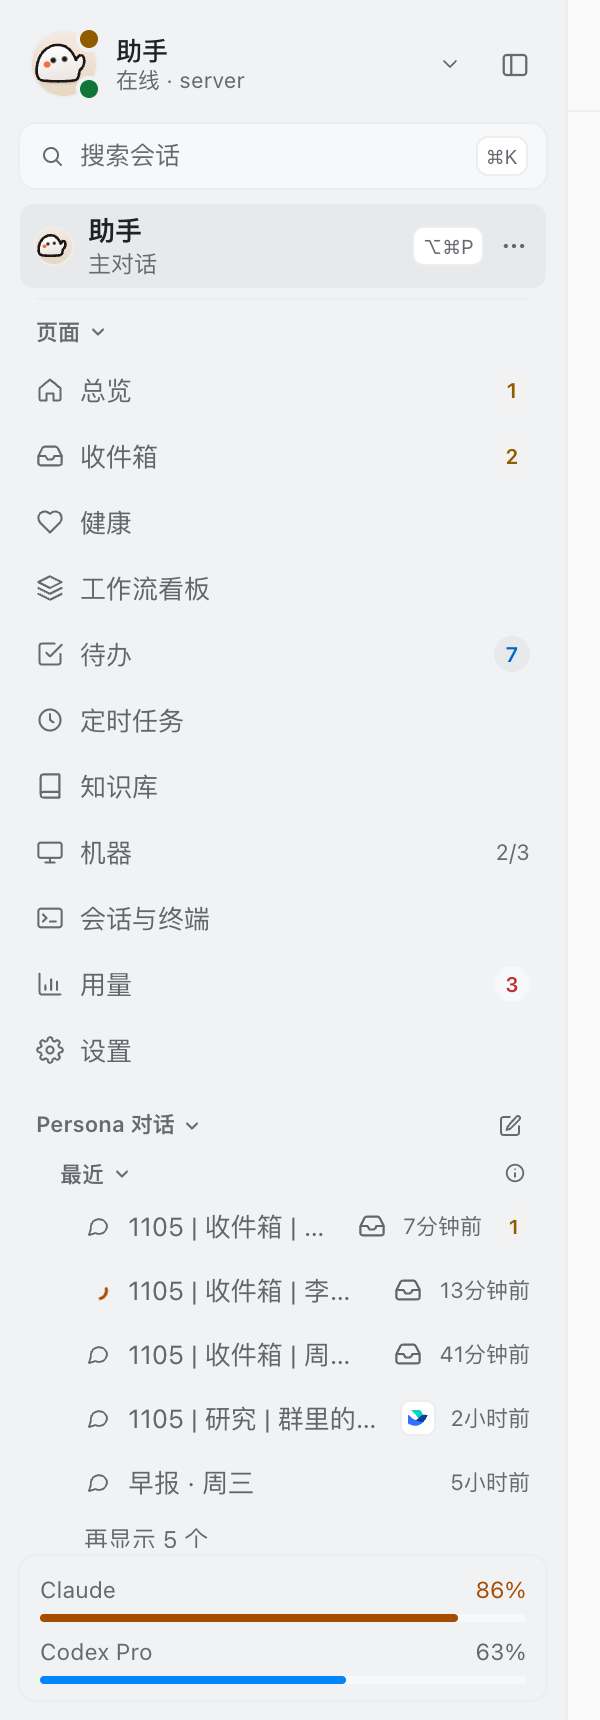 助手
在线 · server
搜索会话 ⌘K
助手
主对话
⌥⌘P
页面
总览 1
收件箱 2
健康
工作流看板
待办 7
定时任务
知识库
机器 2/3
会话与终端
用量 3
设置
Persona 对话
最近
1105 | 收件箱 | ... 7分钟前 1
1105 | 收件箱 | 李... 13分钟前
1105 | 收件箱 | 周... 41分钟前
1105 | 研究 | 群里的... 2小时前
早报 · 周三 5小时前
再显示 5 个
Claude 86%
Codex Pro 63%